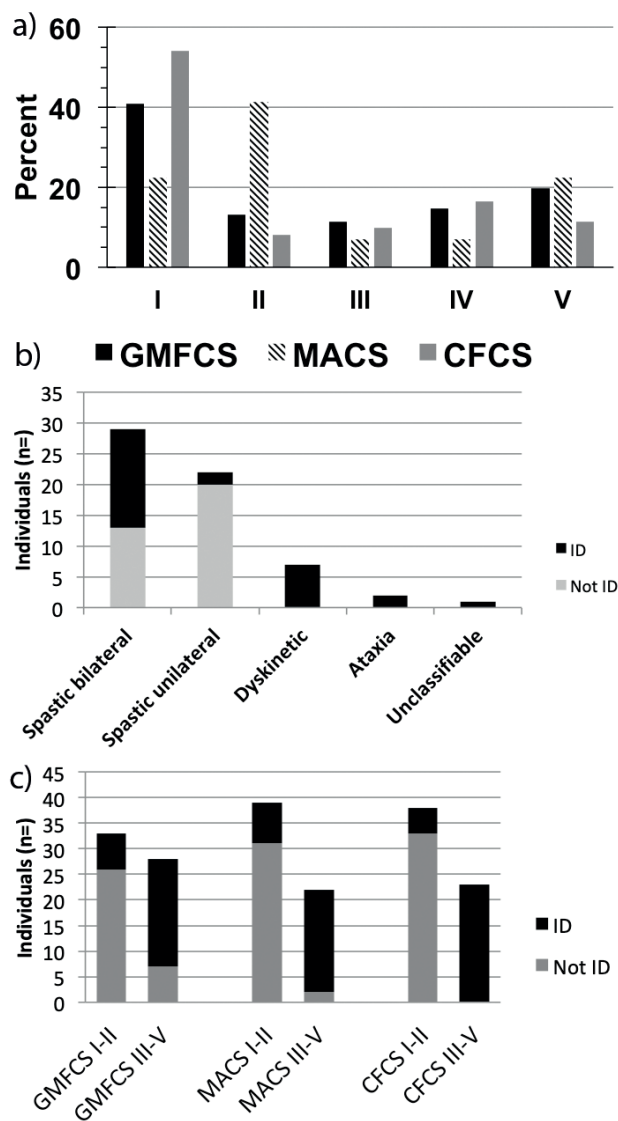 a)
60
40
20
0
Percent
I II III IV V
GMFCS MACS CFCS
b)
35
30
25
20
15
10
5
0
Individuals (n=)
ID
Not ID
Spastic bilateral
Spastic unilateral
Dyskinetic
Ataxia
Unclassifiable
c)
45
40
35
30
25
20
15
10
5
0
Individuals (n=)
ID
Not ID
GMFCS I-II
GMFCS III-V
MACS I-II
MACS III-V
CFCS I-II
CFCS III-V